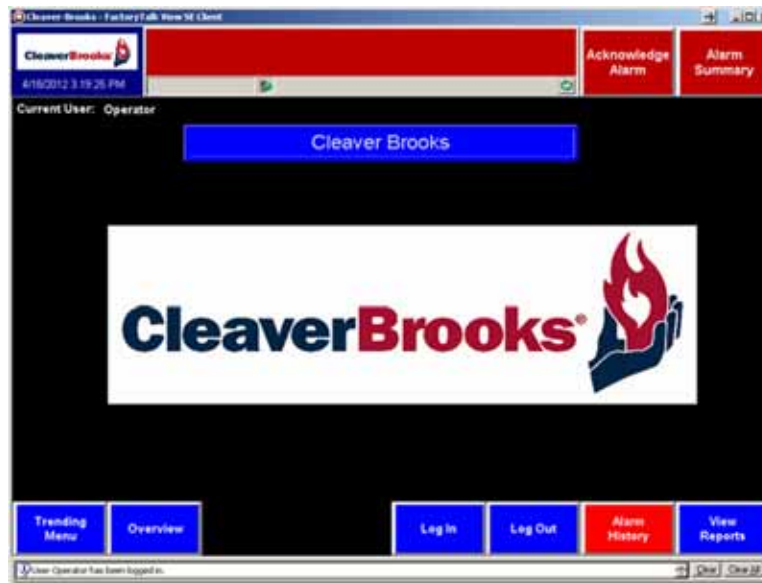 Cleaver-Brooks - FactoryTalk View SE Client
CleaverBrooks
4/16/2012 3:19:25 PM
Acknowledge
Alarm
Alarm
Summary
Current User: Operator
Cleaver Brooks
CleaverBrooks®
Trending
Menu
Overview
Log In
Log Out
Alarm
History
View
Reports
User Operator has been logged in.
Clear
Clear All